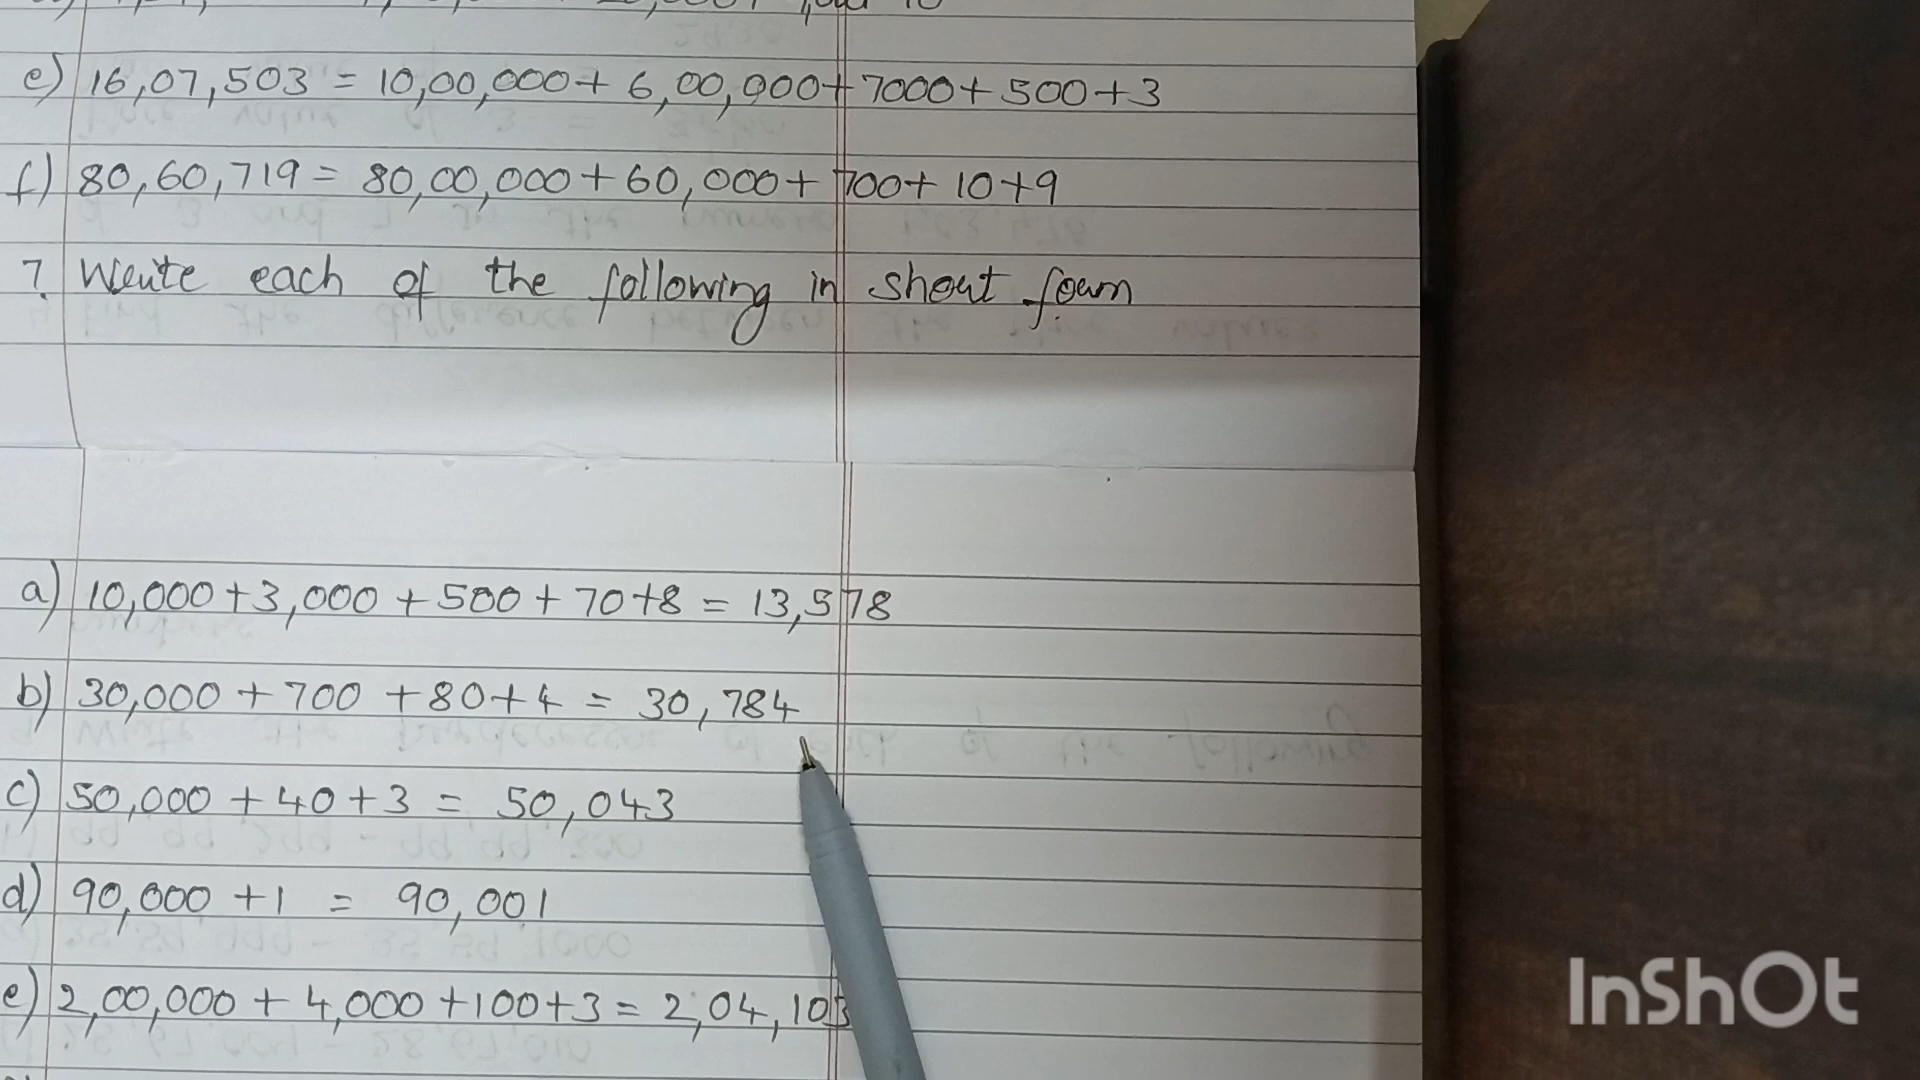 e) 16,07,503 = 10,00,000 + 6,00,000 + 7000 + 500 + 3
f) 80,60,719 = 80,00,000 + 60,000 + 700 + 10 + 9
7. Write each of the following in short form
a) 10,000 + 3,000 + 500 + 70 + 8 = 13,578
b) 30,000 + 700 + 80 + 4 = 30,784
c) 50,000 + 40 + 3 = 50,043
d) 90,000 + 1 = 90,001
e) 2,00,000 + 4,000 + 100 + 3 = 2,04,103
InShOt